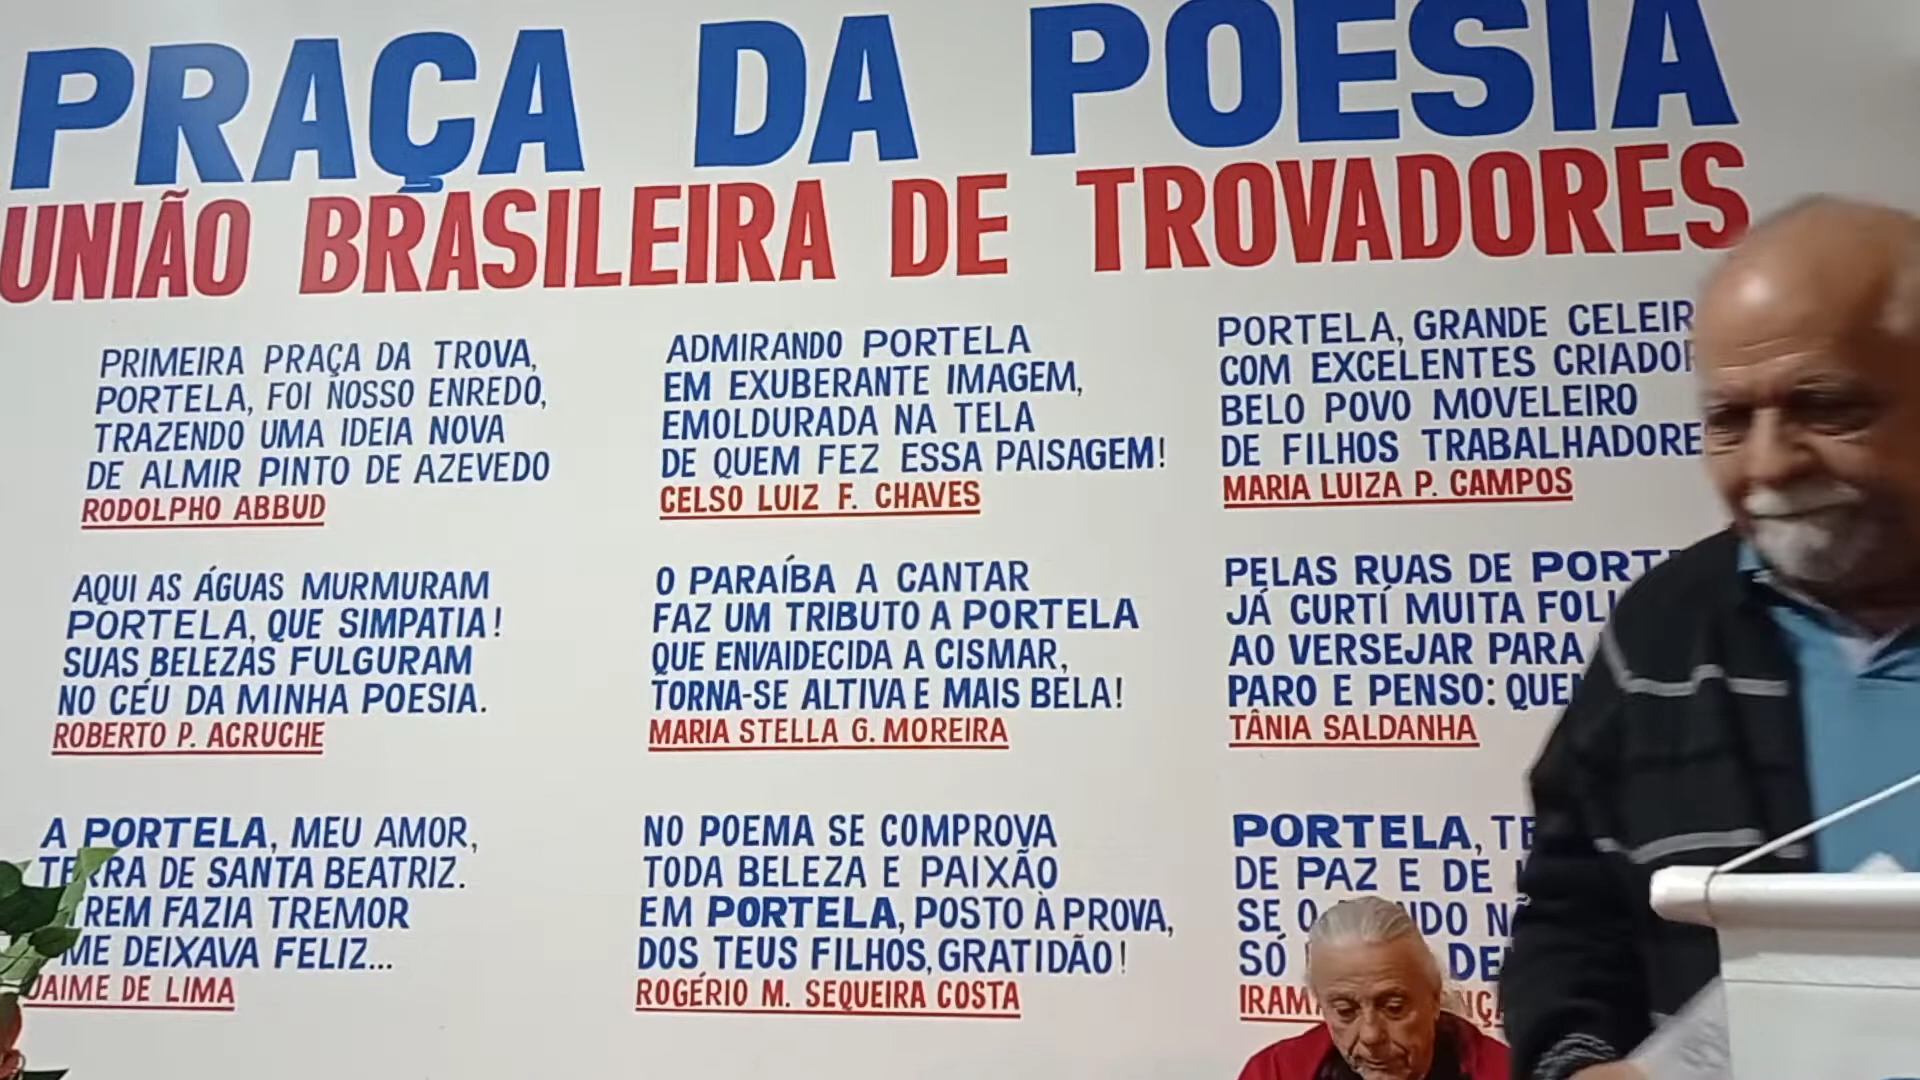 PRAÇA DA POESIA
UNIÃO BRASILEIRA DE TROVADORES
PRIMEIRA PRAÇA DA TROVA,
PORTELA, FOI NOSSO ENREDO,
TRAZENDO UMA IDEIA NOVA
DE ALMIR PINTO DE AZEVEDO
RODOLPHO ABBUD
ADMIRANDO PORTELA
EM EXUBERANTE IMAGEM,
EMOLDURADA NA TELA
DE QUEM FEZ ESSA PAISAGEM!
CELSO LUIZ F. CHAVES
PORTELA, GRANDE
COM EXCELENTES
BELO POVO MOVELEIRO
DE FILHOS
MARIA LUIZA P. CAMPOS
AQUI AS ÁGUAS MURMURAM
PORTELA, QUE SIMPATIA!
SUAS BELEZAS FULGURAM
NO CÉU DA MINHA POESIA.
ROBERTO P. ACRUCHE
O PARAÍBA A CANTAR
FAZ UM TRIBUTO A PORTELA
QUE ENVAIDECIDA A CISMAR,
TORNA-SE ALTIVA E MAIS BELA!
MARIA STELLA G. MOREIRA
PELAS RUAS DE
JÁ CURTÍ MUITA
AO VERSEJAR PARA
PARO E PENSO:
TÂNIA SALDANHA
A PORTELA, MEU AMOR,
TERRA DE SANTA BEATRIZ.
TREM FAZIA TREMOR
ME DEIXAVA FELIZ...
JAIME DE LIMA
NO POEMA SE COMPROVA
TODA BELEZA E PAIXÃO
EM PORTELA, POSTO À PROVA,
DOS TEUS FILHOS, GRATIDÃO!
ROGÉRIO M. SEQUEIRA COSTA
PORTELA,
DE PAZ E DE
SE O
SÓ